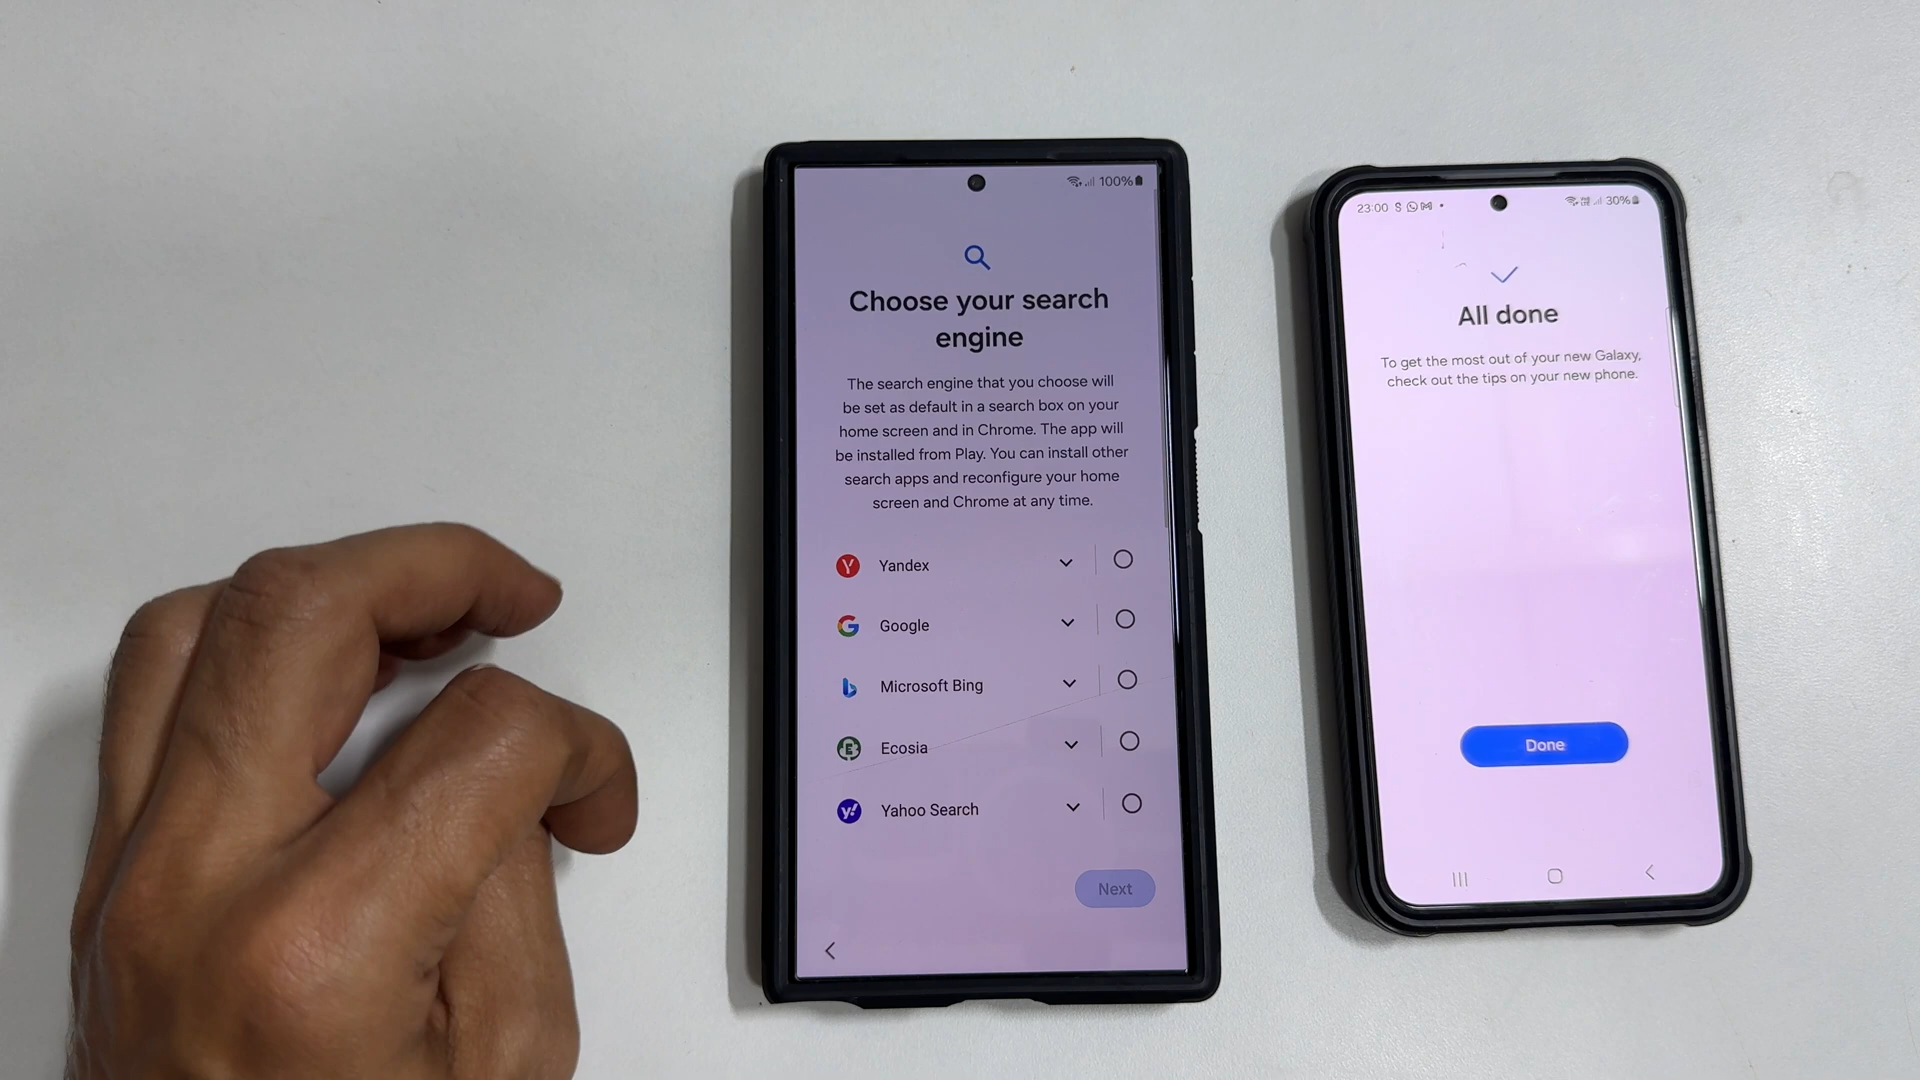 100%
Choose your search
engine
The search engine that you choose will
be set as default in a search box on your
home screen and in Chrome. The app will
be installed from Play. You can install other
search apps and reconfigure your home
screen and Chrome at any time.
Yandex
Google
Microsoft Bing
Ecosia
Yahoo Search
Next
23:00
30%
All done
To get the most out of your new Galaxy,
check out the tips on your new phone.
Done